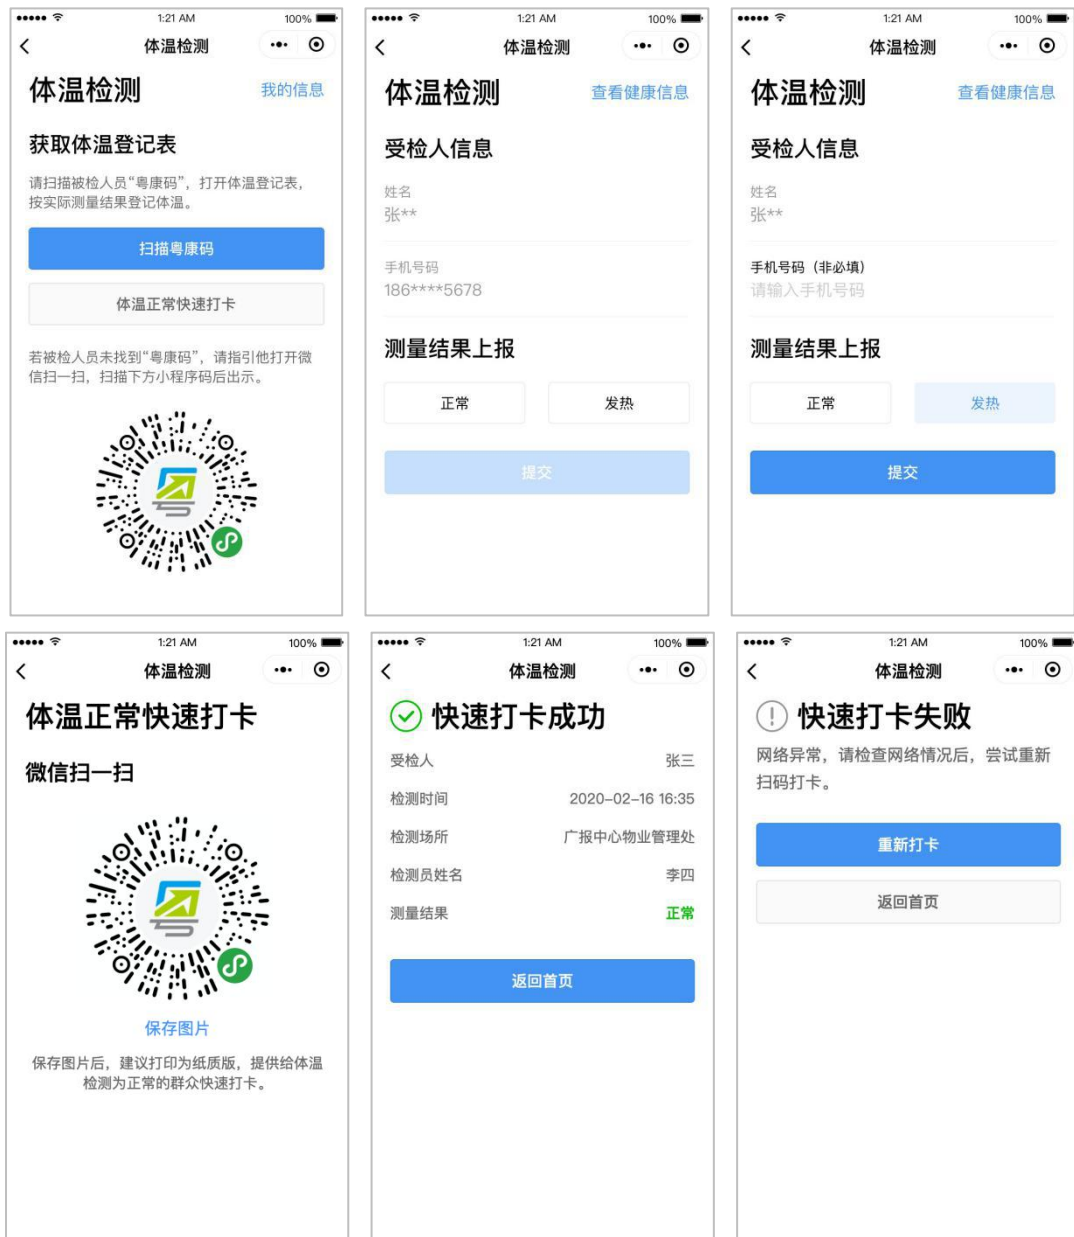 1:21 AM
100%
体温检测
体温检测
我的信息
获取体温登记表
请扫描被检人员“粤康码”，打开体温登记表，
按实际测量结果登记体温。
扫描粤康码
体温正常快速打卡
若被检人员未找到“粤康码”，请指引他打开微
信扫一扫，扫描下方小程序码后出示。
1:21 AM
100%
体温检测
体温检测
查看健康信息
受检人信息
姓名
张**
手机号码
186****5678
测量结果上报
正常
发热
提交
1:21 AM
100%
体温检测
体温检测
查看健康信息
受检人信息
姓名
张**
手机号码（非必填）
请输入手机号码
测量结果上报
正常
发热
提交
1:21 AM
100%
体温检测
体温正常快速打卡
微信扫一扫
保存图片
保存图片后，建议打印为纸质版，提供给体温
检测为正常的群众快速打卡。
1:21 AM
100%
体温检测
快速打卡成功
受检人
张三
检测时间
2020-02-16 16:35
检测场所
广报中心物业管理处
检测员姓名
李四
测量结果
正常
返回首页
1:21 AM
100%
体温检测
快速打卡失败
网络异常，请检查网络情况后，尝试重新
扫码打卡。
重新打卡
返回首页